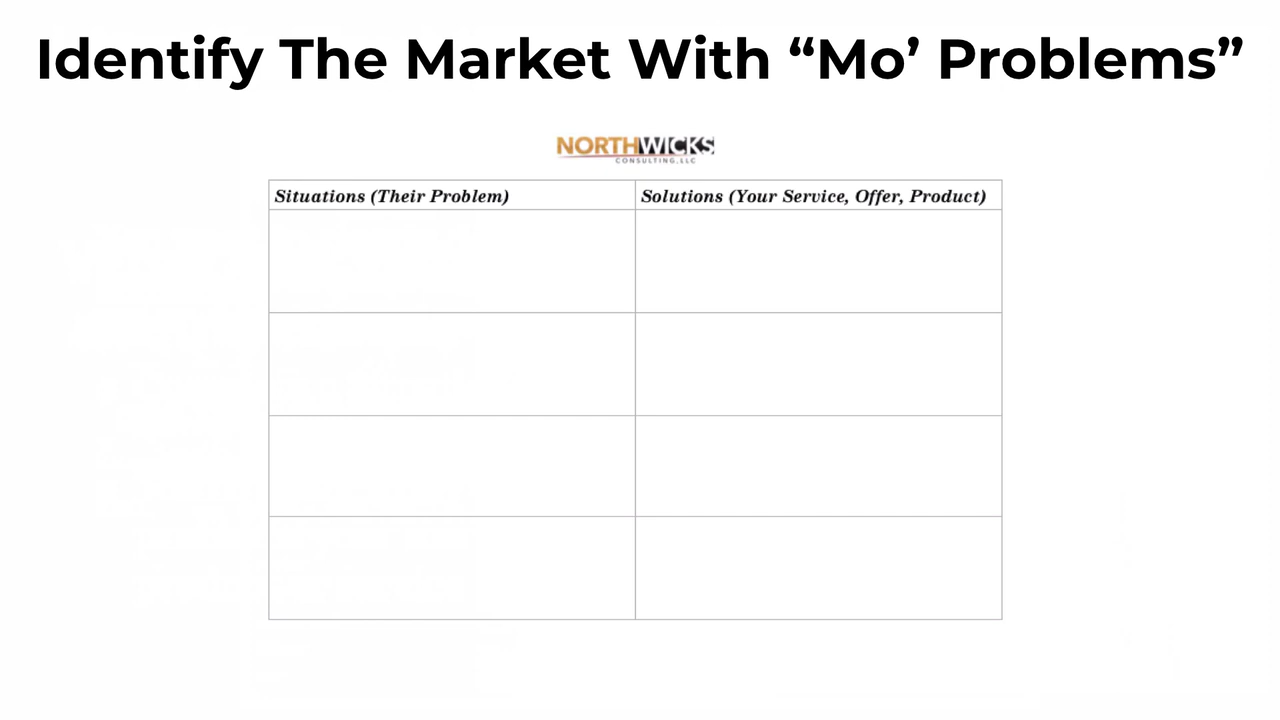 Identify The Market With “Mo’ Problems”
NORTHWICKS
CONSULTING, LLC
Situations (Their Problem)
Solutions (Your Service, Offer, Product)